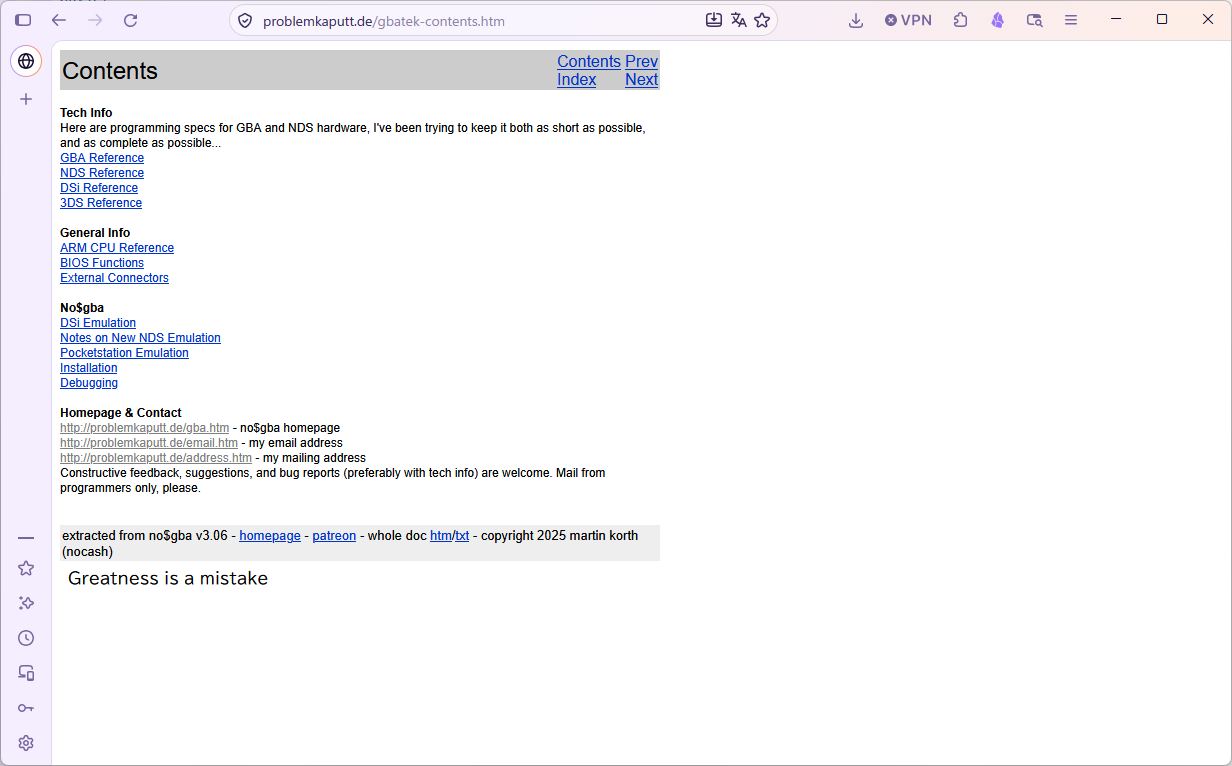 problemkaputt.de/gbatek-contents.htm
VPN
Contents
Contents Prev
Index Next
Tech Info
Here are programming specs for GBA and NDS hardware, I've been trying to keep it both as short as possible,
and as complete as possible...
GBA Reference
NDS Reference
DSi Reference
3DS Reference
General Info
ARM CPU Reference
BIOS Functions
External Connectors
No$gba
DSi Emulation
Notes on New NDS Emulation
Pocketstation Emulation
Installation
Debugging
Homepage & Contact
http://problemkaputt.de/gba.htm - no$gba homepage
http://problemkaputt.de/email.htm - my email address
http://problemkaputt.de/address.htm - my mailing address
Constructive feedback, suggestions, and bug reports (preferably with tech info) are welcome. Mail from
programmers only, please.
extracted from no$gba v3.06 - homepage - patreon - whole doc htm/txt - copyright 2025 martin korth
(nocash)
Greatness is a mistake